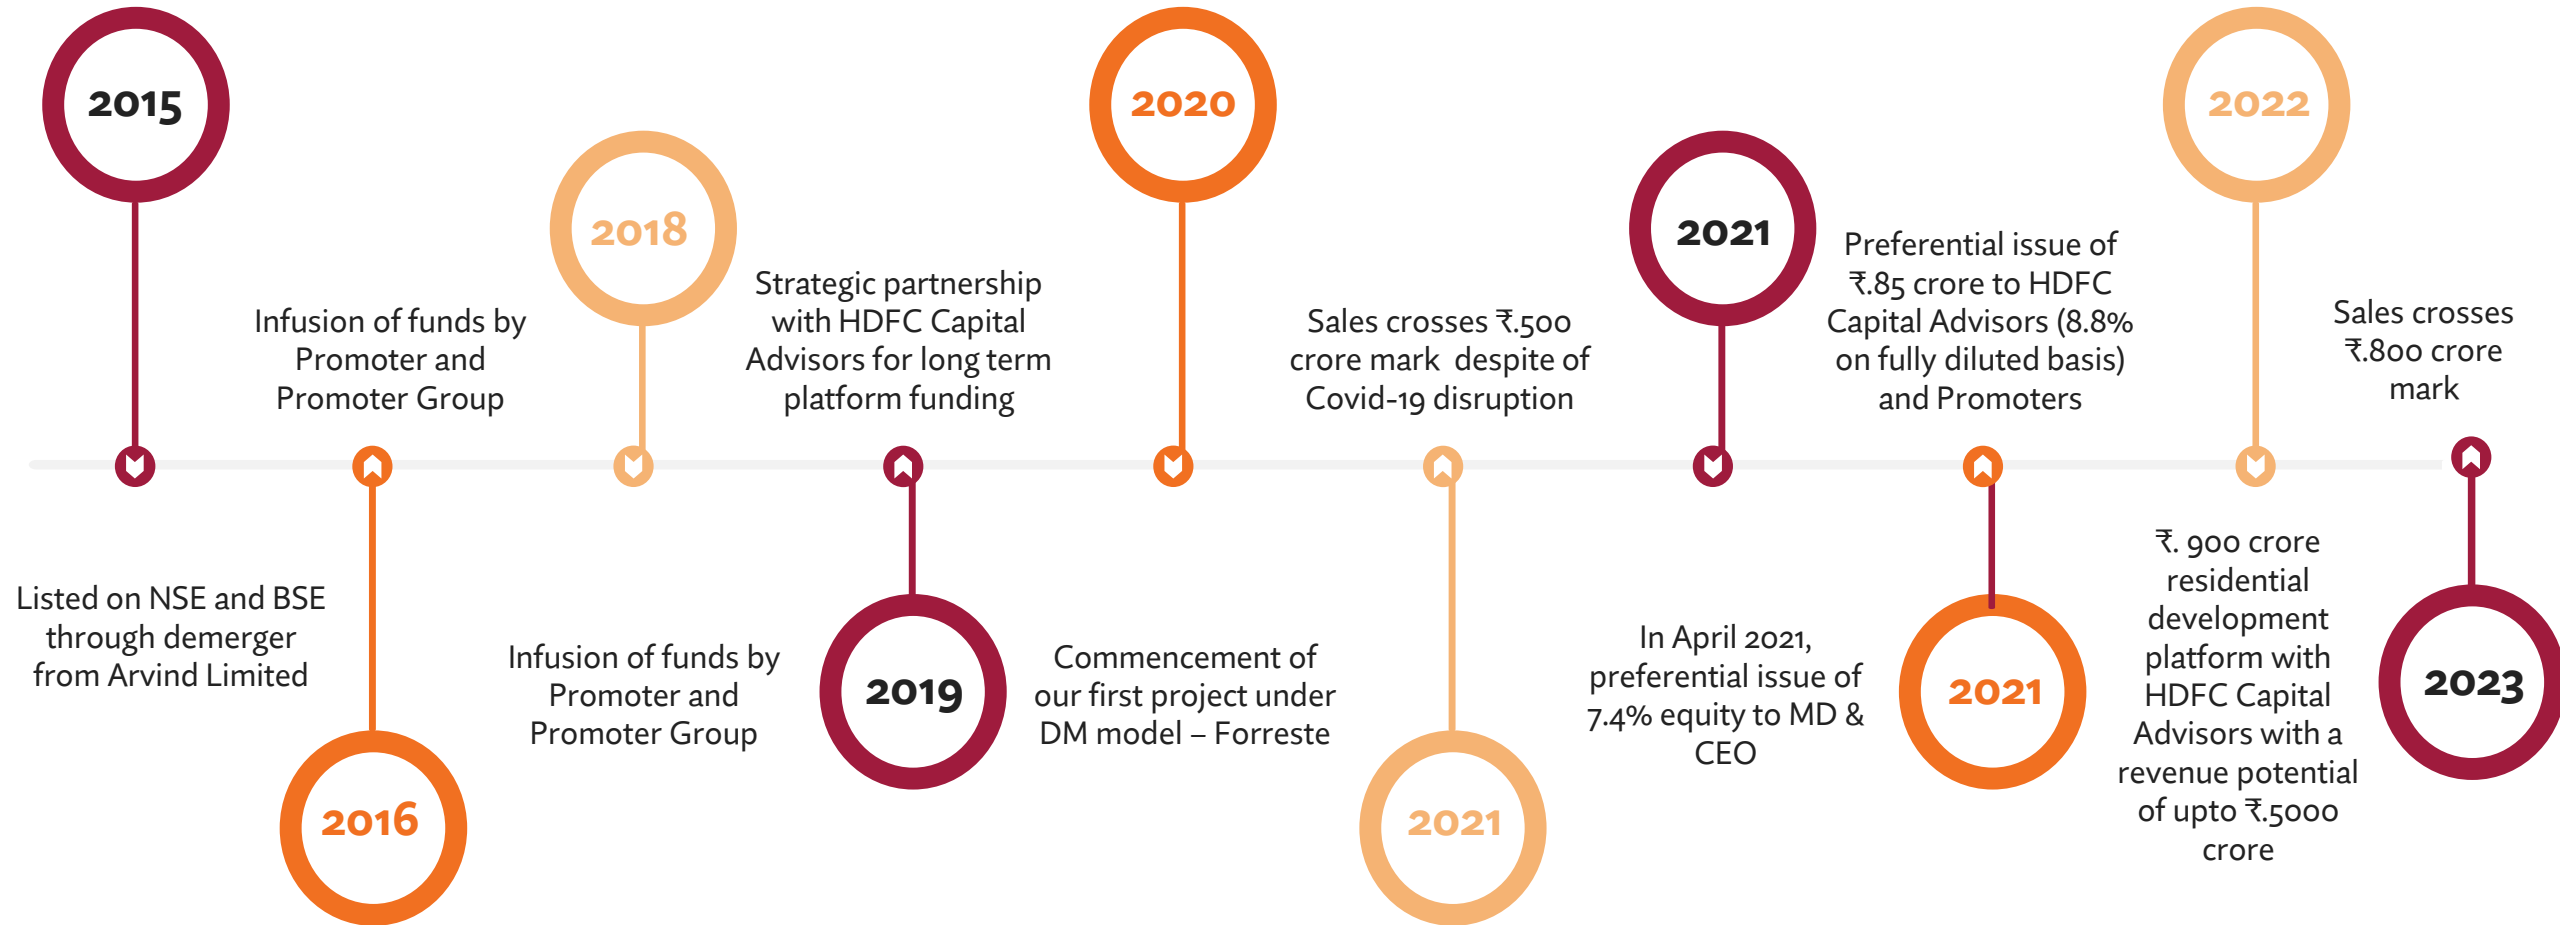 2015
Listed on NSE and BSE
through demerger
from Arvind Limited
Infusion of funds by
Promoter and
Promoter Group
2016
2018
Infusion of funds by
Promoter and
Promoter Group
Strategic partnership
with HDFC Capital
Advisors for long term
platform funding
2019
2020
Commencement of
our first project under
DM model – Forreste
Sales crosses ₹.500
crore mark despite of
Covid-19 disruption
2021
2021
In April 2021,
preferential issue of
7.4% equity to MD &
CEO
Preferential issue of
₹.85 crore to HDFC
Capital Advisors (8.8%
on fully diluted basis)
and Promoters
2021
2022
₹. 900 crore
residential
development
platform with
HDFC Capital
Advisors with a
revenue potential
of upto ₹.5000
crore
Sales crosses
₹.800 crore
mark
2023